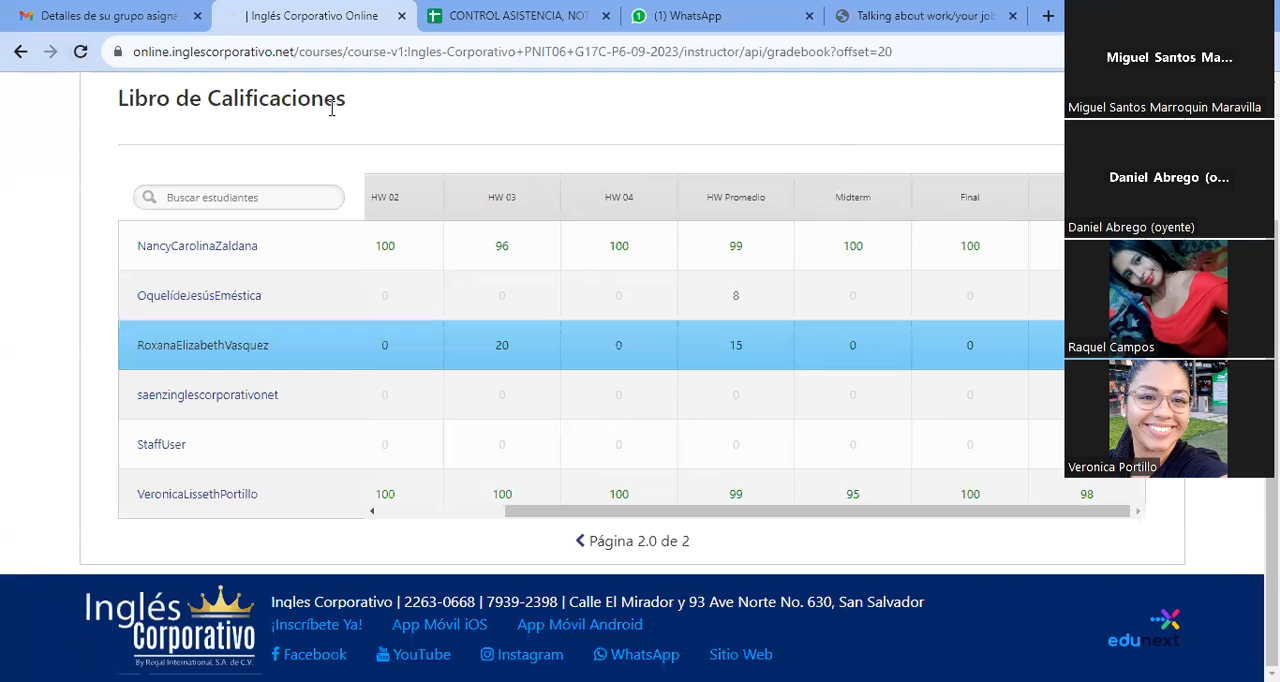 Detalles de su grupo asigna
Inglés Corporativo Online
CONTROL ASISTENCIA, NOT
(1) WhatsApp
Talking about work/your job
online.inglescorporativo.net/courses/course-v1:Ingles-Corporativo+PNIT06+G17C-P6-09-2023/instructor/api/gradebook?offset=20
Miguel Santos Ma...
Miguel Santos Marroquin Maravilla
Daniel Abrego (o...
Daniel Abrego (oyente)
Raquel Campos
Veronica Portillo
Libro de Calificaciones
Buscar estudiantes HW 02 HW 03 HW 04 HW Promedio Midterm Final
NancyCarolinaZaldana 100 96 100 99 100 100
OquelídeJesúsEméstica 0 0 0 8 0 0
RoxanaElizabethVasquez 0 20 0 15 0 0
saenzinglescorporativonet 0 0 0 0 0 0
StaffUser 0 0 0 0 0 0
VeronicaLissethPortillo 100 100 100 99 95 100 98
Página 2.0 de 2
Inglés
Corporativo
By Regal International, S.A. de C.V.
Ingles Corporativo | 2263-0668 | 7939-2398 | Calle El Mirador y 93 Ave Norte No. 630, San Salvador
¡Inscríbete Ya! App Móvil iOS App Móvil Android
Facebook YouTube Instagram WhatsApp Sitio Web
edunext